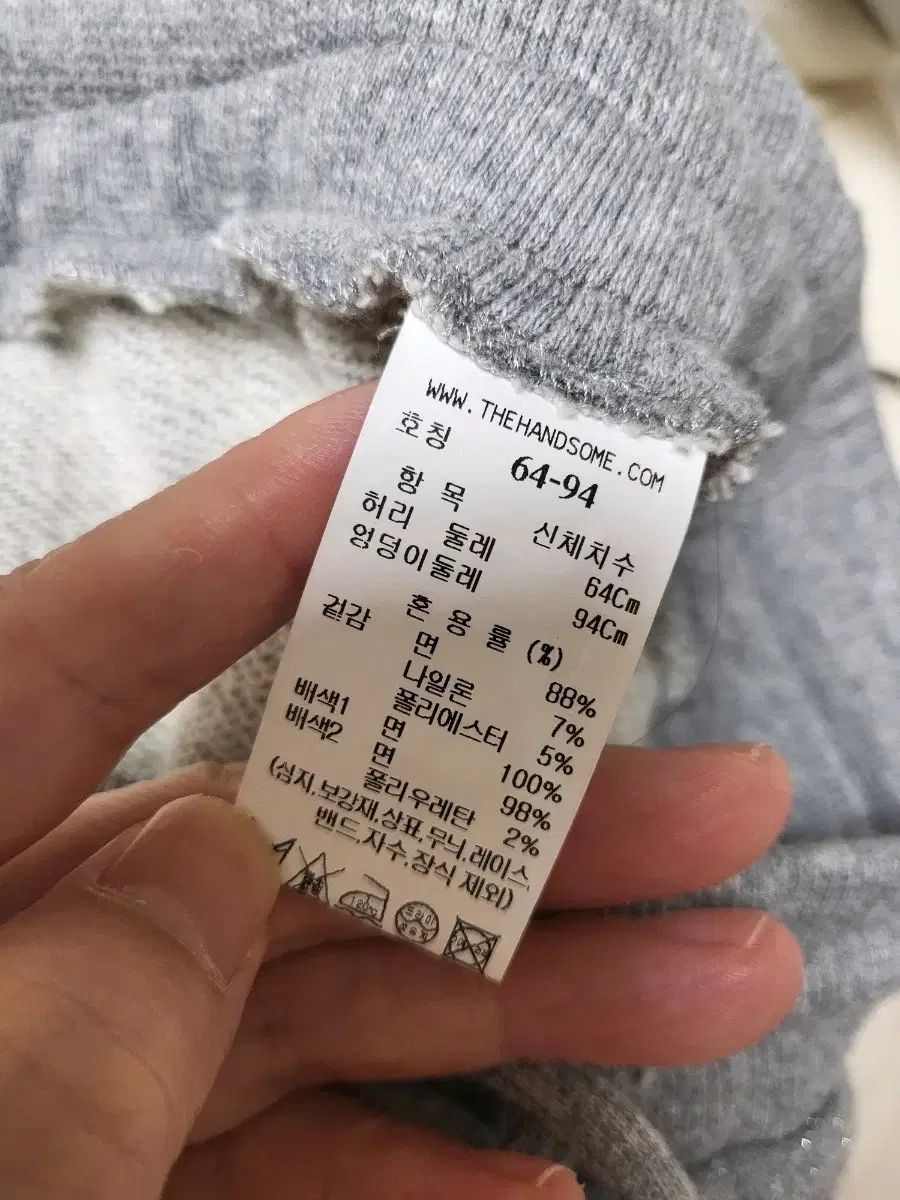 WWW.THEHANDSOME.COM
호칭 64-94
항 목 신체치수
허리 둘레 64Cm
엉덩이둘레 94Cm
혼 용 률 (%)
겉감 면 88%
나일론 7%
폴리에스터 5%
배색1 면 100%
배색2 면 98%
폴리우레탄 2%
(심지,보강재,상표,무늬,레이스,
밴드,자수,장식 제외)
120℃
드라이